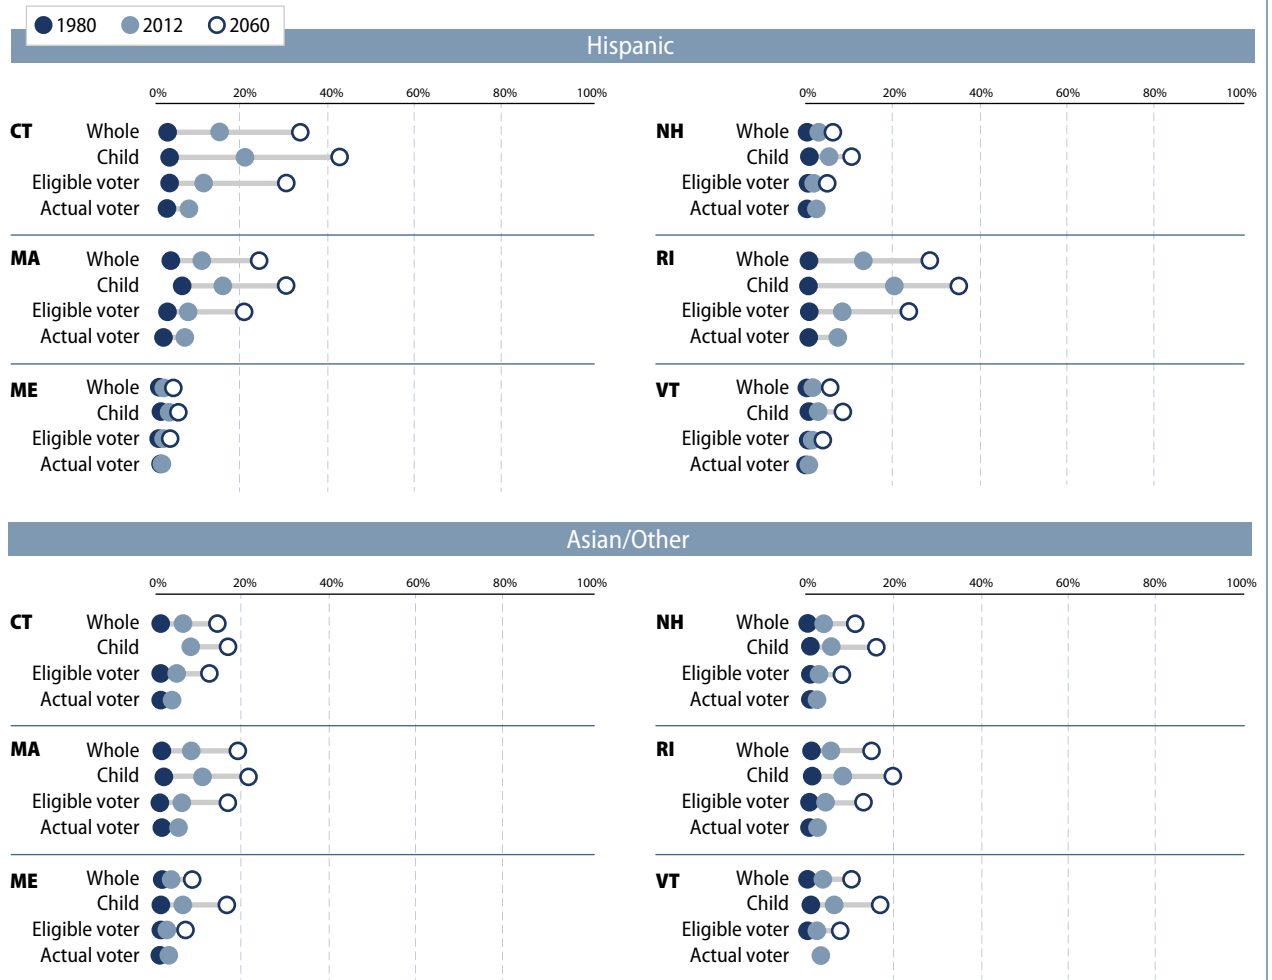 1980 2012 2060
Hispanic
0% 20% 40% 60% 80% 100%
CT Whole
Child
Eligible voter
Actual voter
MA Whole
Child
Eligible voter
Actual voter
ME Whole
Child
Eligible voter
Actual voter
0% 20% 40% 60% 80% 100%
NH Whole
Child
Eligible voter
Actual voter
RI Whole
Child
Eligible voter
Actual voter
VT Whole
Child
Eligible voter
Actual voter
Asian/Other
0% 20% 40% 60% 80% 100%
CT Whole
Child
Eligible voter
Actual voter
MA Whole
Child
Eligible voter
Actual voter
ME Whole
Child
Eligible voter
Actual voter
0% 20% 40% 60% 80% 100%
NH Whole
Child
Eligible voter
Actual voter
RI Whole
Child
Eligible voter
Actual voter
VT Whole
Child
Eligible voter
Actual voter